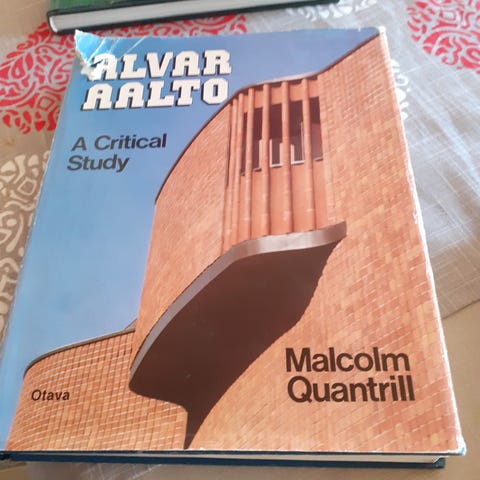 ALVAR
AALTO
A Critical
Study
Malcolm
Quantrill
Otava